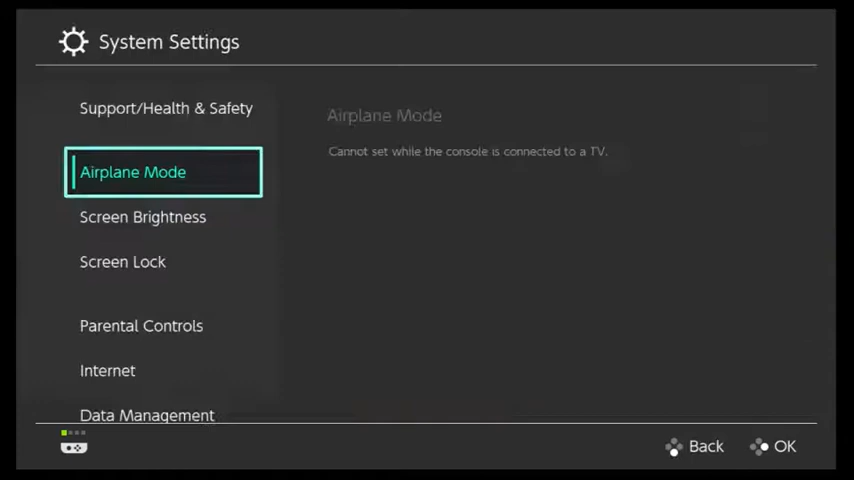 System Settings
Support/Health & Safety
Airplane Mode
Airplane Mode
Cannot set while the console is connected to a TV.
Screen Brightness
Screen Lock
Parental Controls
Internet
Data Management
Back
OK